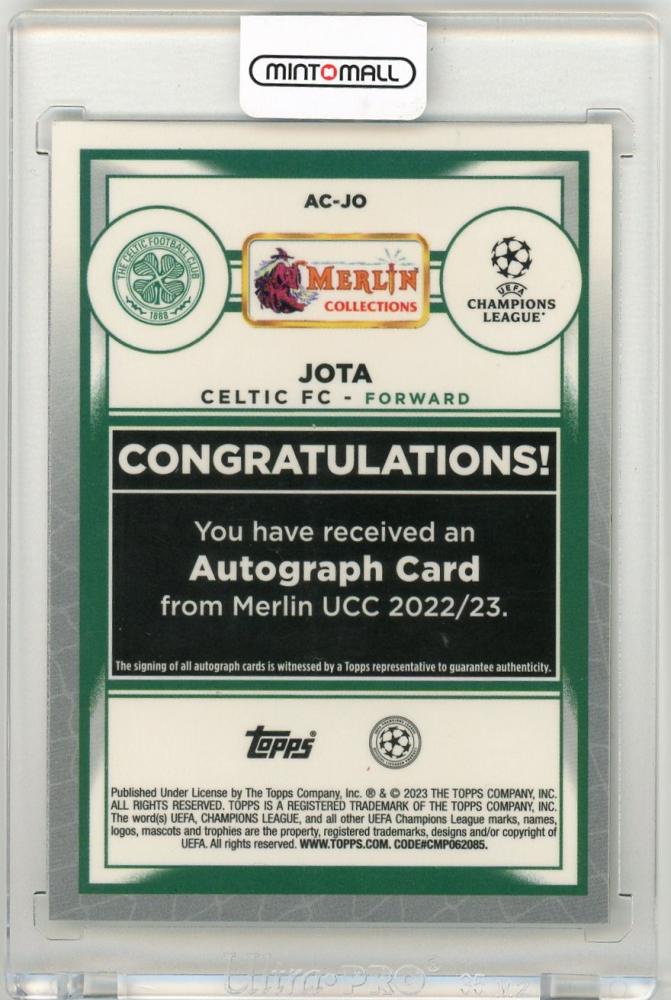 MINTOMALL
AC-JO
THE CELTIC FOOTBALL CLUB
1888
MERLIN
COLLECTIONS
UEFA
CHAMPIONS
LEAGUE
JOTA
CELTIC FC - FORWARD
CONGRATULATIONS!
You have received an
Autograph Card
from Merlin UCC 2022/23.
The signing of all autograph cards is witnessed by a Topps representative to guarantee authenticity.
topps
Published Under License by The Topps Company, Inc. ® & © 2023 THE TOPPS COMPANY, INC.
ALL RIGHTS RESERVED. TOPPS IS A REGISTERED TRADEMARK OF THE TOPPS COMPANY, INC.
The word(s) UEFA, CHAMPIONS LEAGUE, and all other UEFA Champions League marks, names,
logos, mascots and trophies are the property, registered trademarks, designs and/or copyright of
UEFA. All rights reserved. WWW.TOPPS.COM. CODE#CMP062085.
Ultra·PRO®